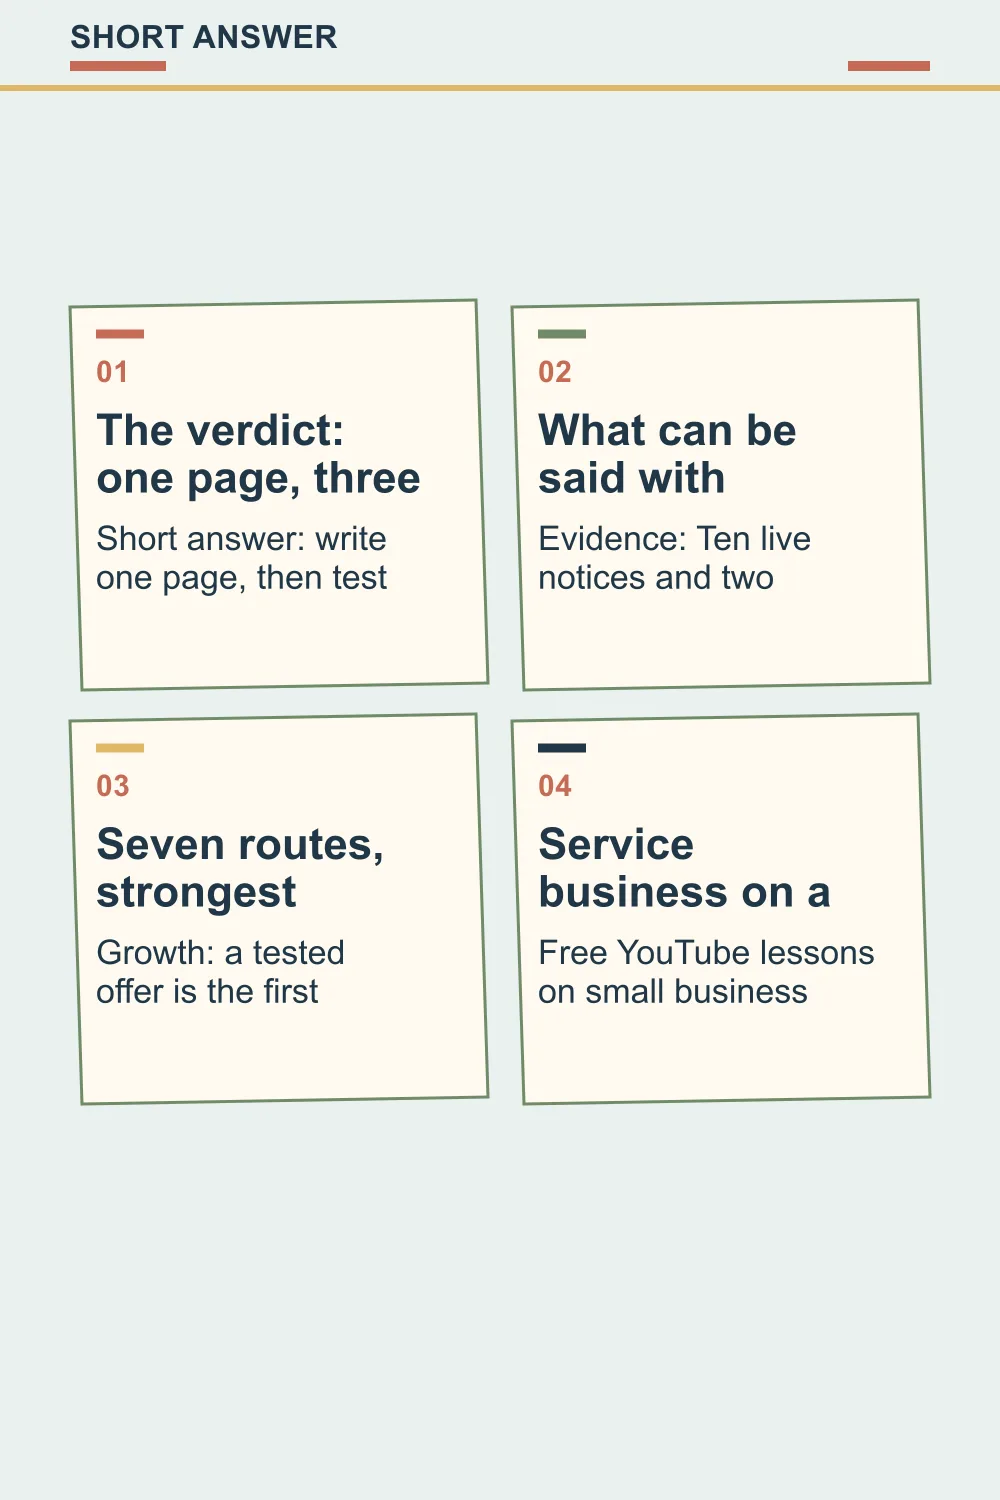 SHORT ANSWER
01
The verdict:
one page, three
Short answer: write
one page, then test
02
What can be
said with
Evidence: Ten live
notices and two
03
Seven routes,
strongest
Growth: a tested
offer is the first
04
Service
business on a
Free YouTube lessons
on small business